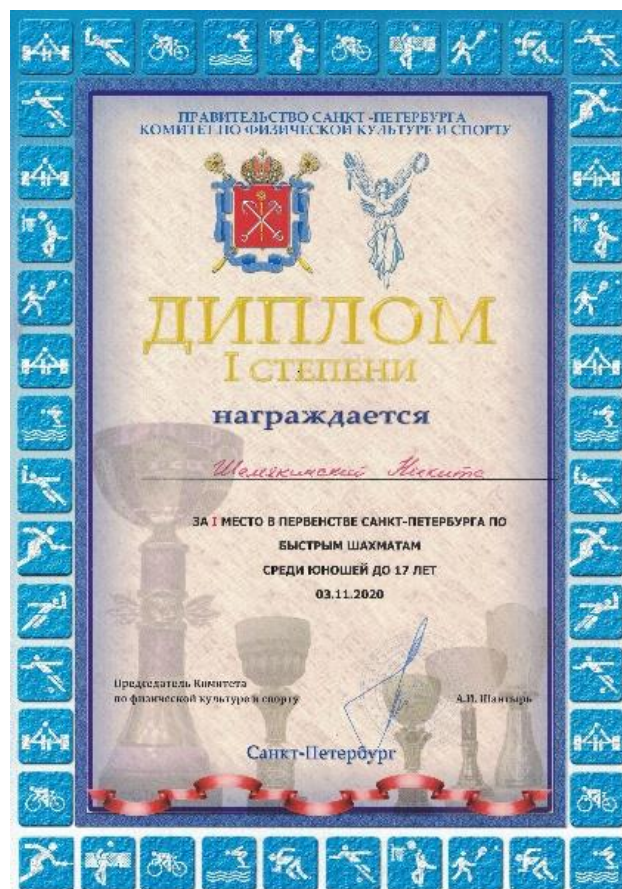 ПРАВИТЕЛЬСТВО САНКТ-ПЕТЕРБУРГА
КОМИТЕТ ПО ФИЗИЧЕСКОЙ КУЛЬТУРЕ И СПОРТУ
ДИПЛОМ
I СТЕПЕНИ
награждается
Никита
ЗА I МЕСТО В ПЕРВЕНСТВЕ САНКТ-ПЕТЕРБУРГА ПО
БЫСТРЫМ ШАХМАТАМ
СРЕДИ ЮНОШЕЙ ДО 17 ЛЕТ
03.11.2020
Председатель Комитета
по физической культуре и спорту
А.И. Шантырь
Санкт-Петербург